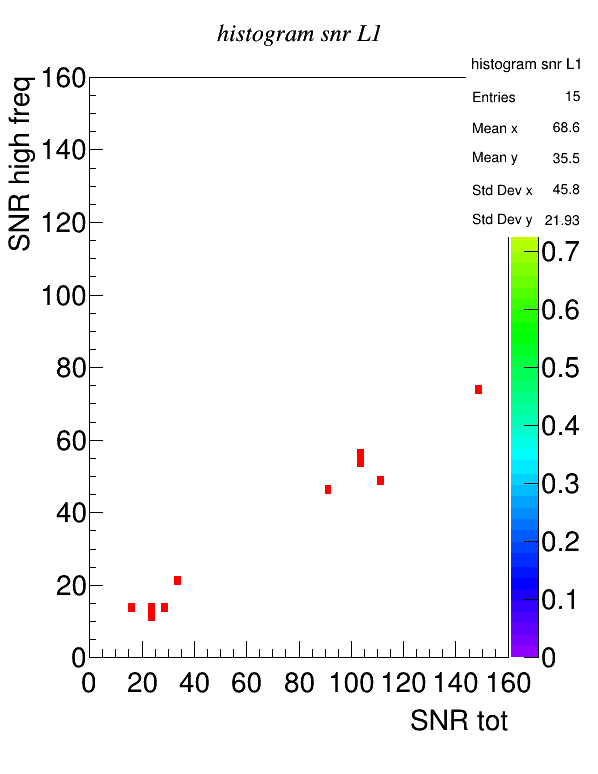 histogram snr L1
histogram snr L1
Entries 15
Mean x 68.6
Mean y 35.5
Std Dev x 45.8
Std Dev y 21.93
SNR high freq
160
140
120
100
80
60
40
20
0
0 20 40 60 80 100 120 140 160
SNR tot
0.7
0.6
0.5
0.4
0.3
0.2
0.1
0